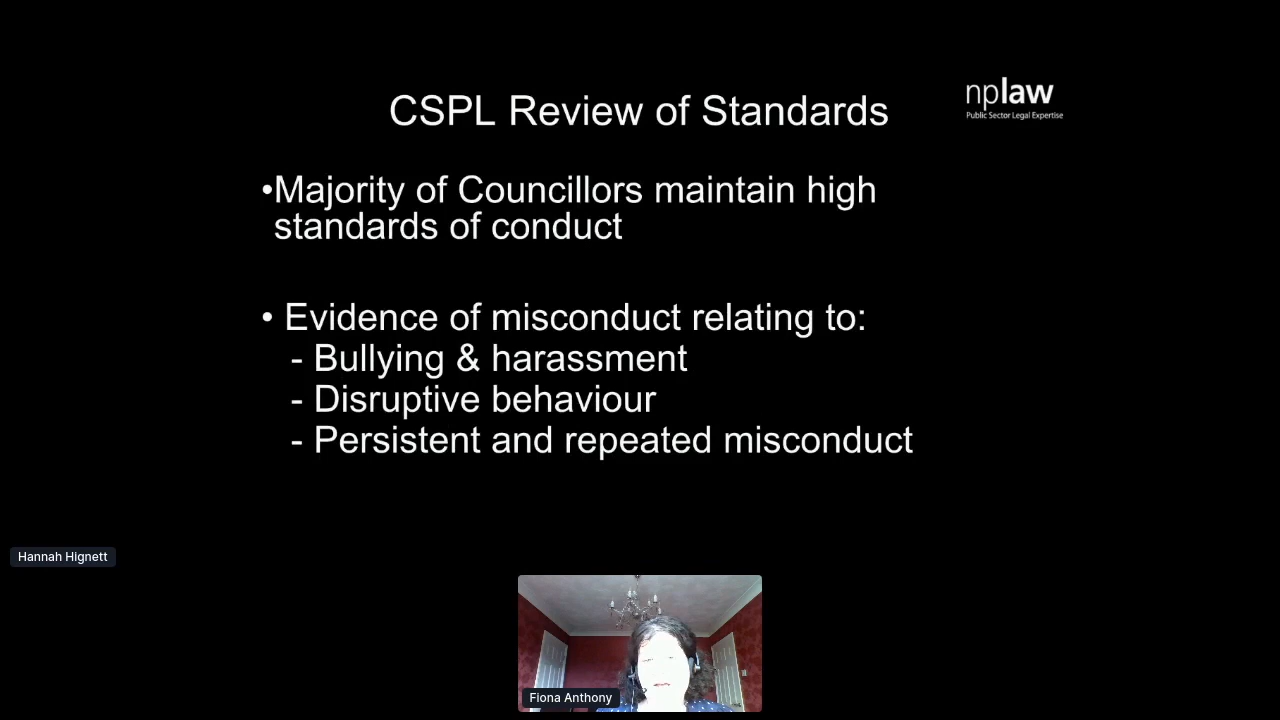 CSPL Review of Standards
nplaw
Public Sector Legal Expertise
•Majority of Councillors maintain high
standards of conduct
• Evidence of misconduct relating to:
- Bullying & harassment
- Disruptive behaviour
- Persistent and repeated misconduct
Hannah Hignett
Fiona Anthony